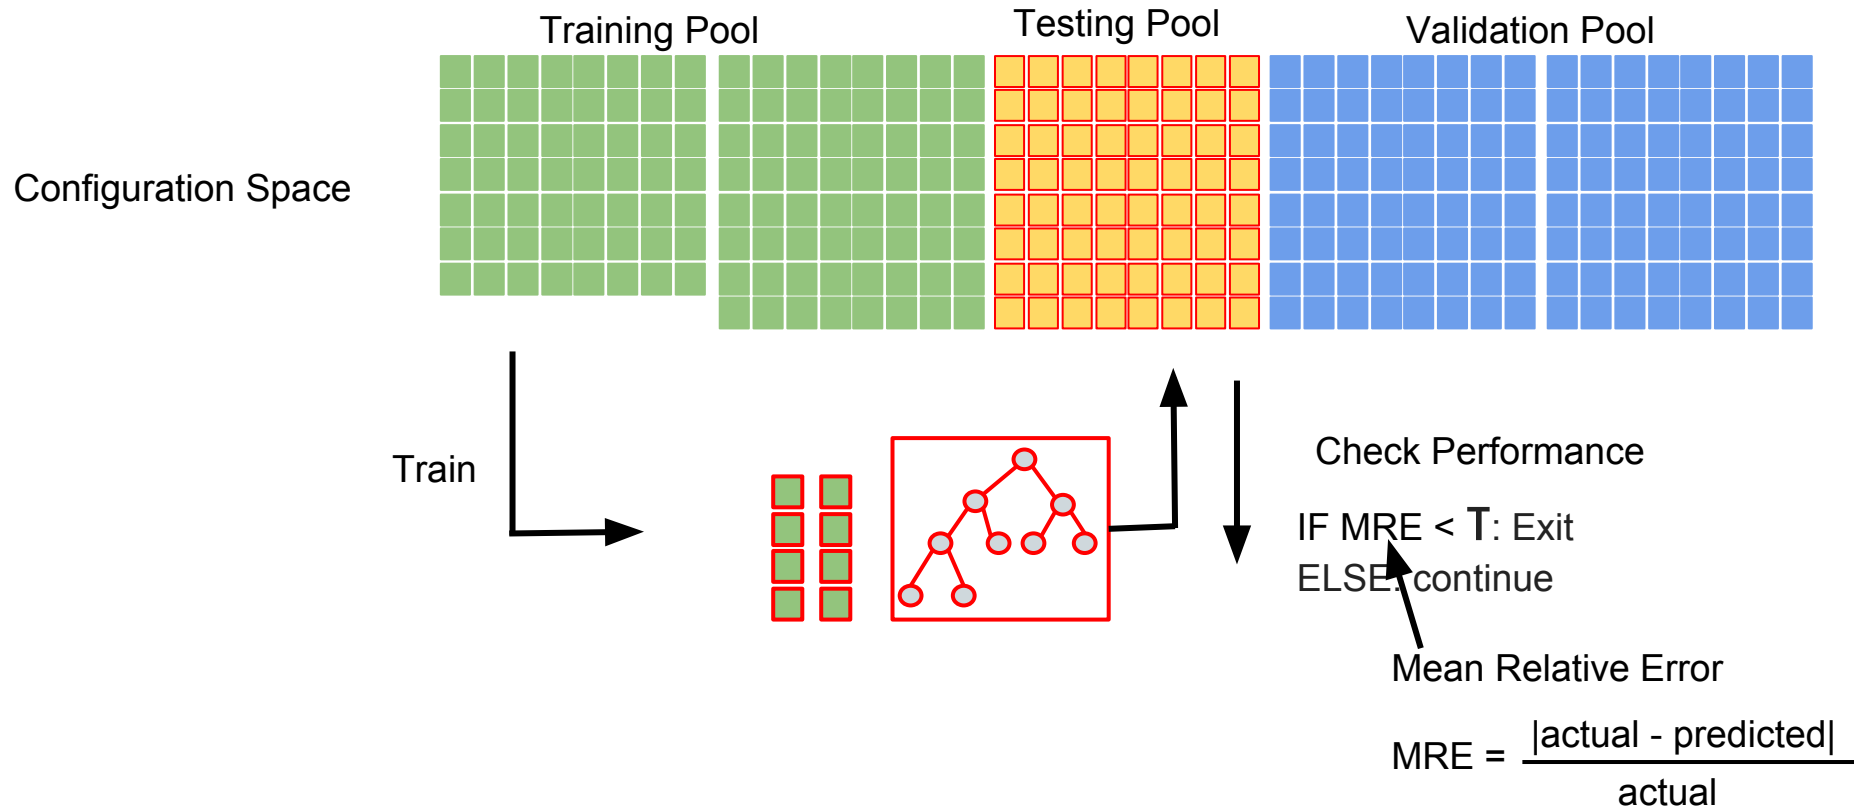 Training Pool
Testing Pool
Validation Pool
Configuration Space
Train
Check Performance
IF MRE < T: Exit
ELSE: continue
Mean Relative Error
MRE = |actual - predicted|
actual